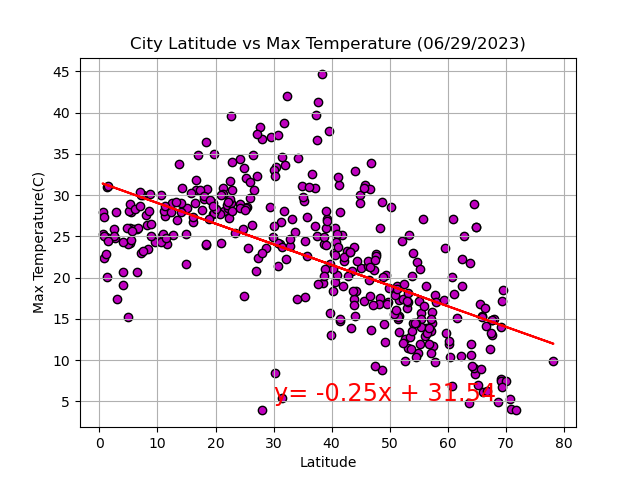 City Latitude vs Max Temperature (06/29/2023)
Max Temperature(C)
45
40
35
30
25
20
15
10
5
y= -0.25x + 31.54
0 10 20 30 40 50 60 70 80
Latitude